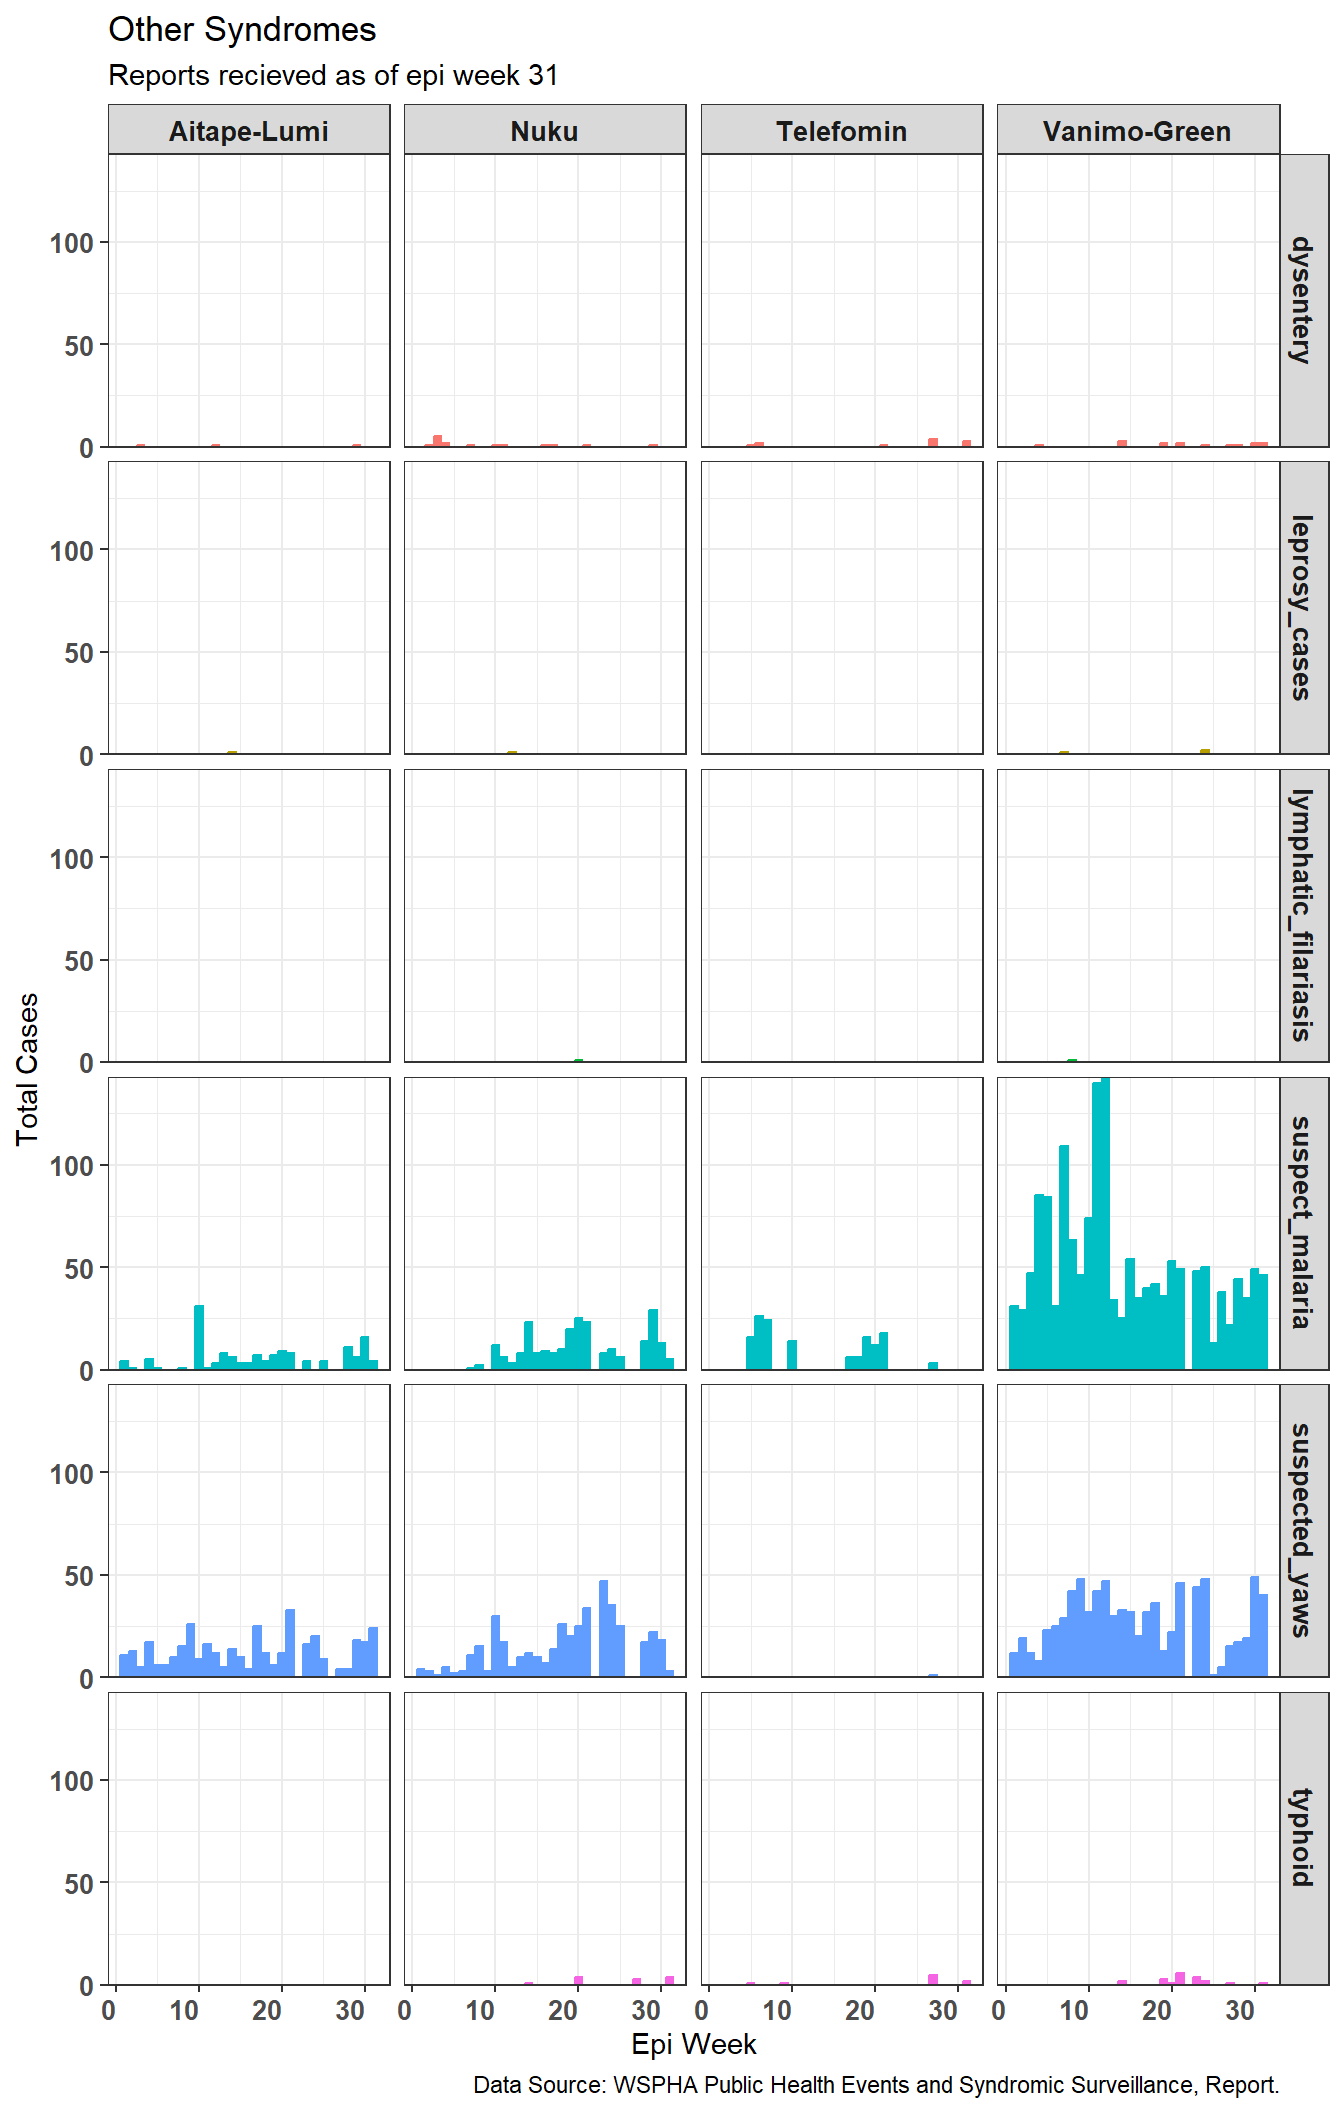 Other Syndromes
Reports recieved as of epi week 31
Aitape-Lumi
Nuku
Telefomin
Vanimo-Green
100
50
0
dysentery
100
50
0
leprosy_cases
100
50
0
lymphatic_filariasis
Total Cases
100
50
0
suspect_malaria
100
50
0
suspected_yaws
100
50
0
typhoid
0 10 20 30 0 10 20 30 0 10 20 30 0 10 20 30
Epi Week
Data Source: WSPHA Public Health Events and Syndromic Surveillance, Report.